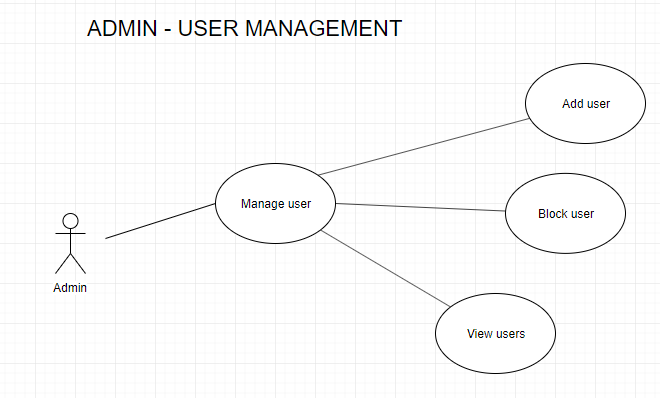 ADMIN - USER MANAGEMENT
Add user
Manage user
Block user
Admin
View users